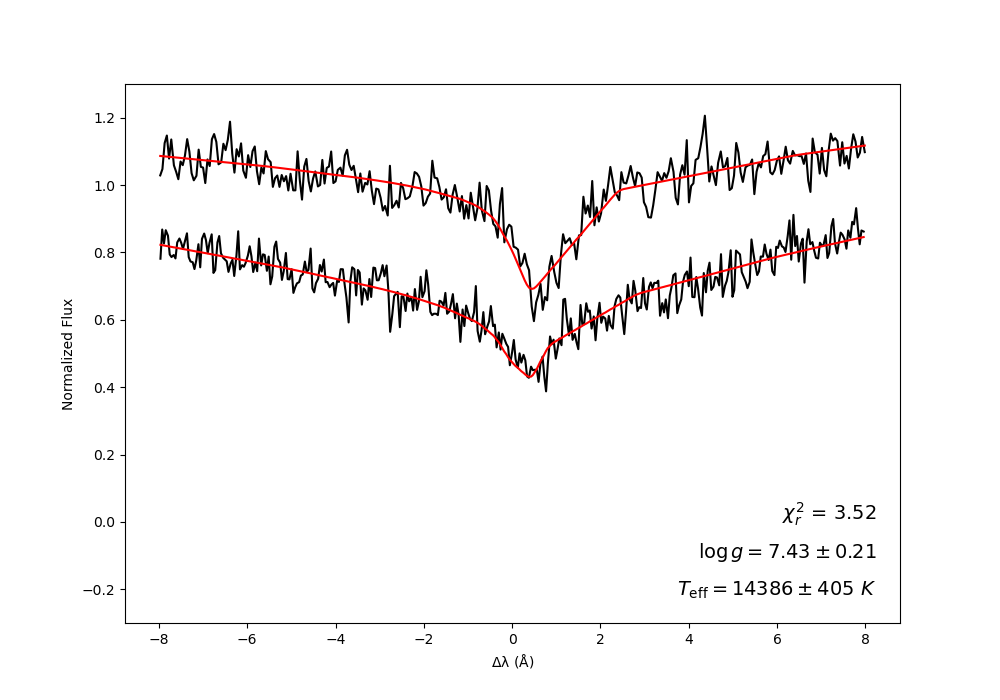 1.2
1.0
0.8
0.6
0.4
0.2
0.0
−0.2
Normalized Flux
χ²ᵣ = 3.52
log g = 7.43 ± 0.21
T_eff = 14386 ± 405 K
−8 −6 −4 −2 0 2 4 6 8
Δλ (Å)